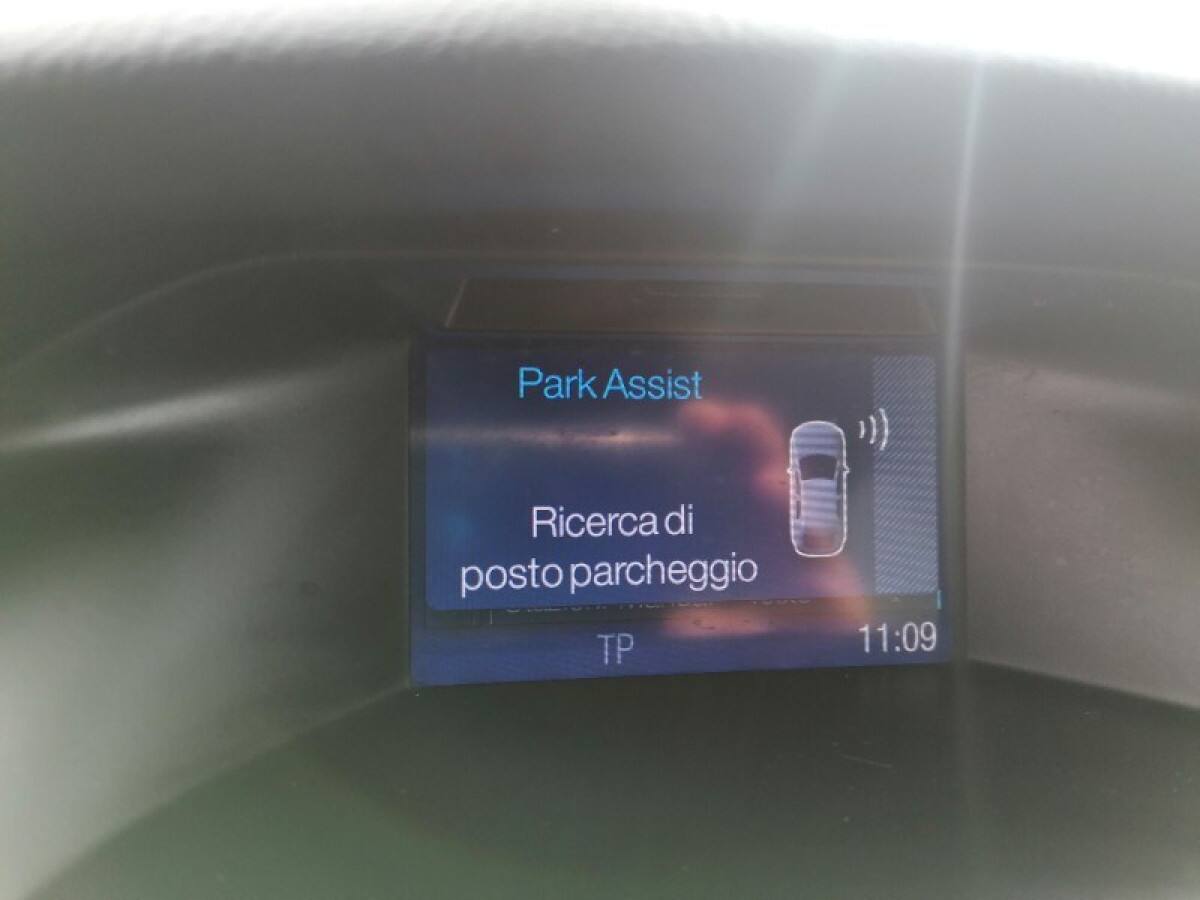 Park Assist
Ricerca di
posto parcheggio
TP
11:09